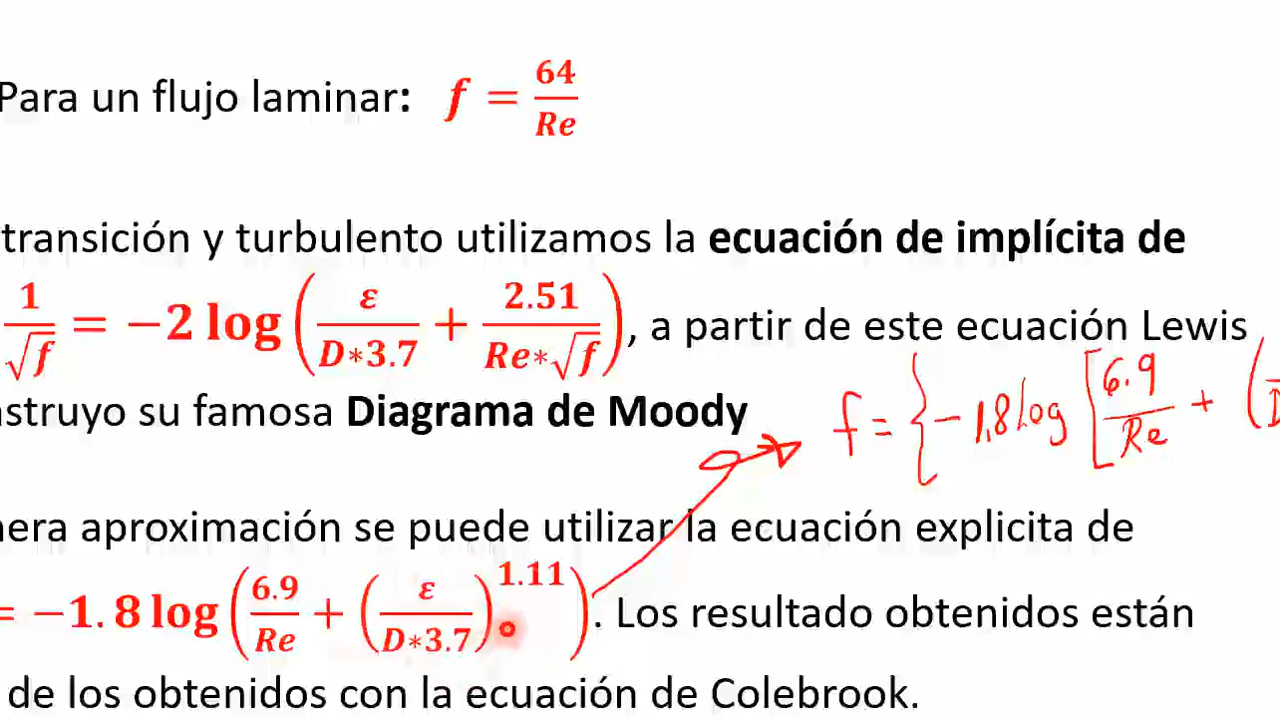 Para un flujo laminar: f = 64/Re
transición y turbulento utilizamos la ecuación de implícita de
1/√f = −2 log(ε/(D*3.7) + 2.51/(Re*√f)), a partir de este ecuación Lewis
nstruyo su famosa Diagrama de Moody
f = { − 1.8 log [ 6.9/Re + (
nera aproximación se puede utilizar la ecuación explicita de
= −1.8 log(6.9/Re + (ε/(D*3.7))^1.11). Los resultado obtenidos están
de los obtenidos con la ecuación de Colebrook.